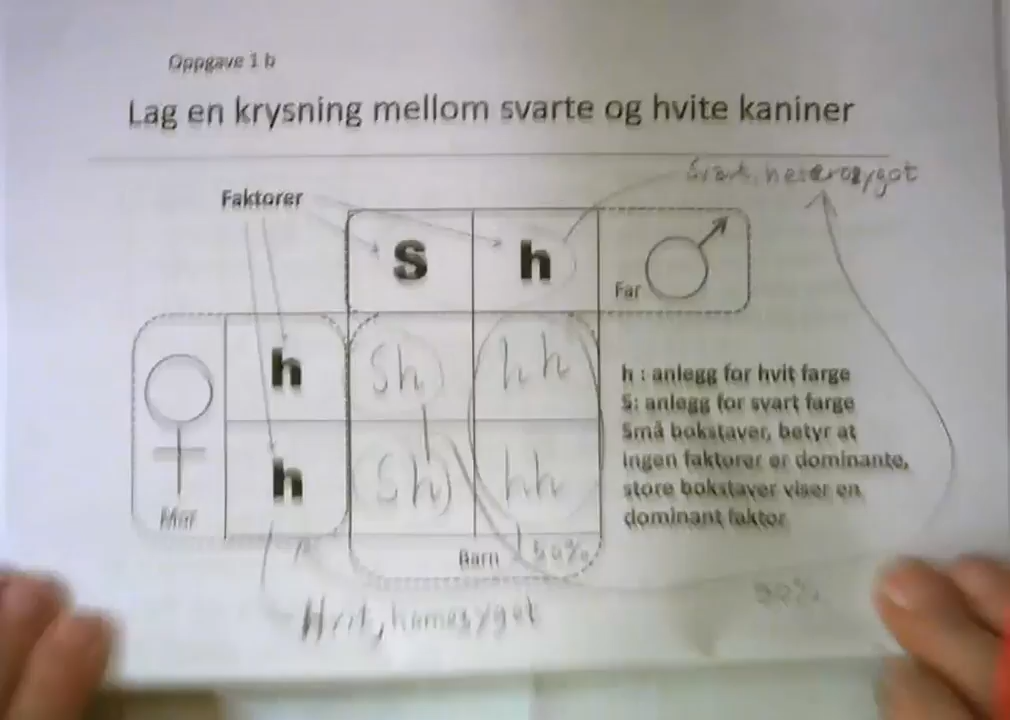 Oppgave 1 b
Lag en krysning mellom svarte og hvite kaniner
Svart, heterozygot
Faktorer
S h
Far
h Sh hh
h Sh hh
Mor
h : anlegg for hvit farge
S: anlegg for svart farge
Små bokstaver, betyr at
ingen faktorer er dominante,
store bokstaver viser en
dominant faktor
Barn 50%
50%
Hvit, homozygot